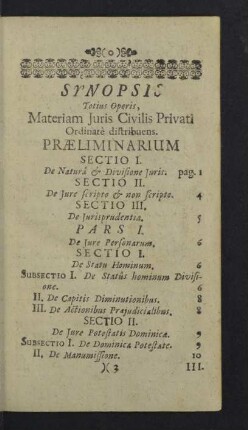 (o)
SYNOPSIS
Totius Operis,
Materiam Juris Civilis Privati
Ordinatè distribuens.
PRÆLIMINARIUM
SECTIO I.
De Naturâ & Divisione Juris. pag. 1
SECTIO II.
De Jure scripto & non scripto. 4
SECTIO III,
De Jurisprudentia. 5
PARS I.
De Jure Personarum, 6
SECTIO I.
De Statu Hominum, 6
SUBSECTIO I. De Statûs hominum Divisi-
one. 6
II. De Capitis Diminutionibus. 8
III. De Actionibus Præjudicialibus. 8
SECTIO II.
De Jure Potestatis Dominicæ. 9
SUBSECTIO I. De Dominica Potestate. 9
II, De Manumissione. 10
)( 3 III.